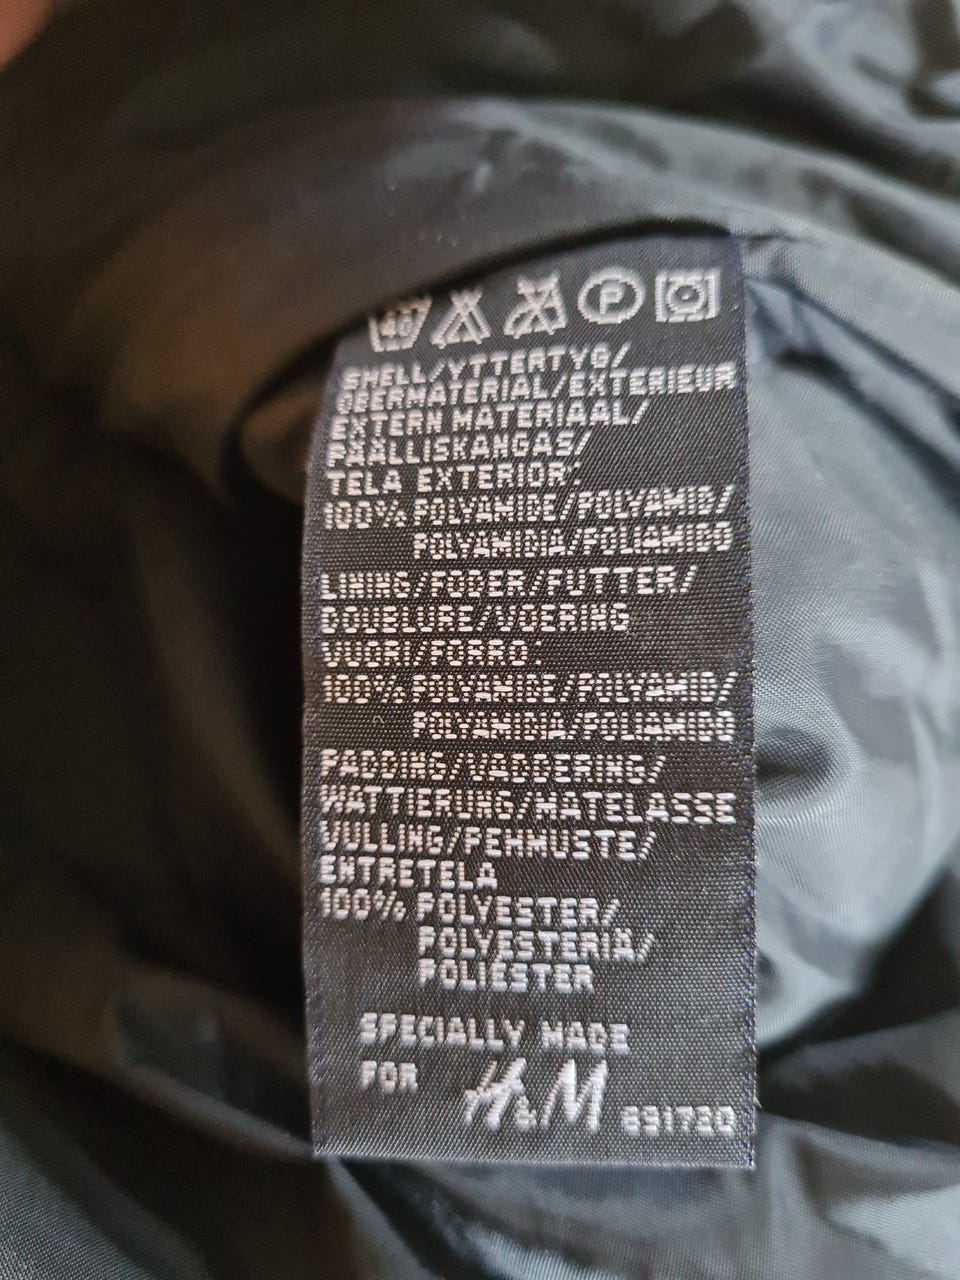 40 P
SHELL/YTTERTYG/
OBERMATERIAL/EXTERIEUR
EXTERN MATERIAAL/
PÄÄLLISKANGAS/
TELA EXTERIOR:
100% POLYAMIDE/POLYAMID/
POLYAMIDIA/POLIAMIDO
LINING/FODER/FUTTER/
DOUBLURE/VOERING
VUORI/FORRO:
100% POLYAMIDE/POLYAMID/
POLYAMIDIA/POLIAMIDO
PADDING/VADDERING/
WATTIERUNG/MATELASSE
VULLING/PEHMUSTE/
ENTRETELA
100% POLYESTER/
POLYESTERIA/
POLIESTER
SPECIALLY MADE
FOR H&M